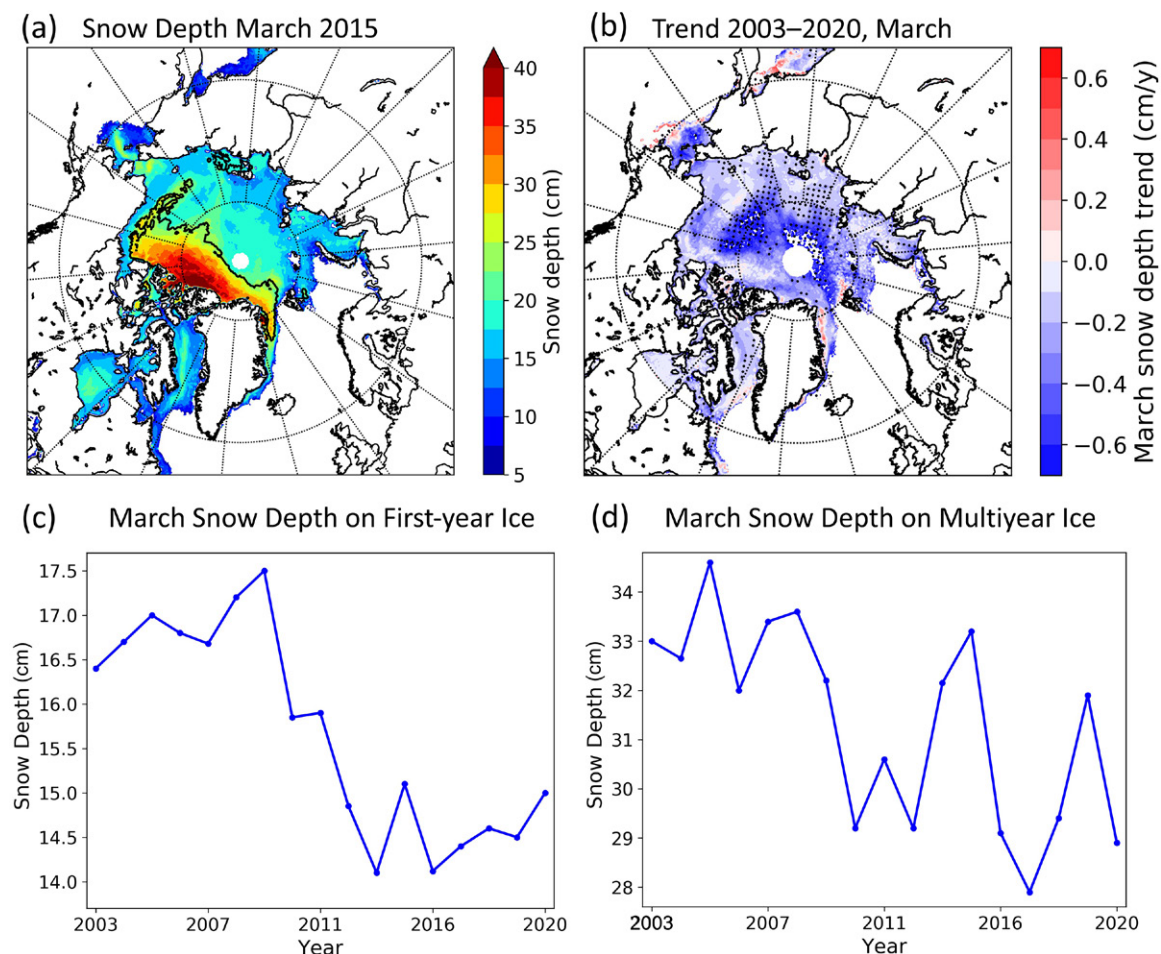 (a) Snow Depth March 2015
40
35
30
25
20
15
10
5
Snow depth (cm)
(b) Trend 2003–2020, March
0.6
0.4
0.2
0.0
−0.2
−0.4
−0.6
March snow depth trend (cm/y)
(c) March Snow Depth on First-year Ice
17.5
17.0
16.5
16.0
15.5
15.0
14.5
14.0
Snow Depth (cm)
2003 2007 2011 2016 2020
Year
(d) March Snow Depth on Multiyear Ice
34
33
32
31
30
29
28
Snow Depth (cm)
2003 2007 2011 2016 2020
Year